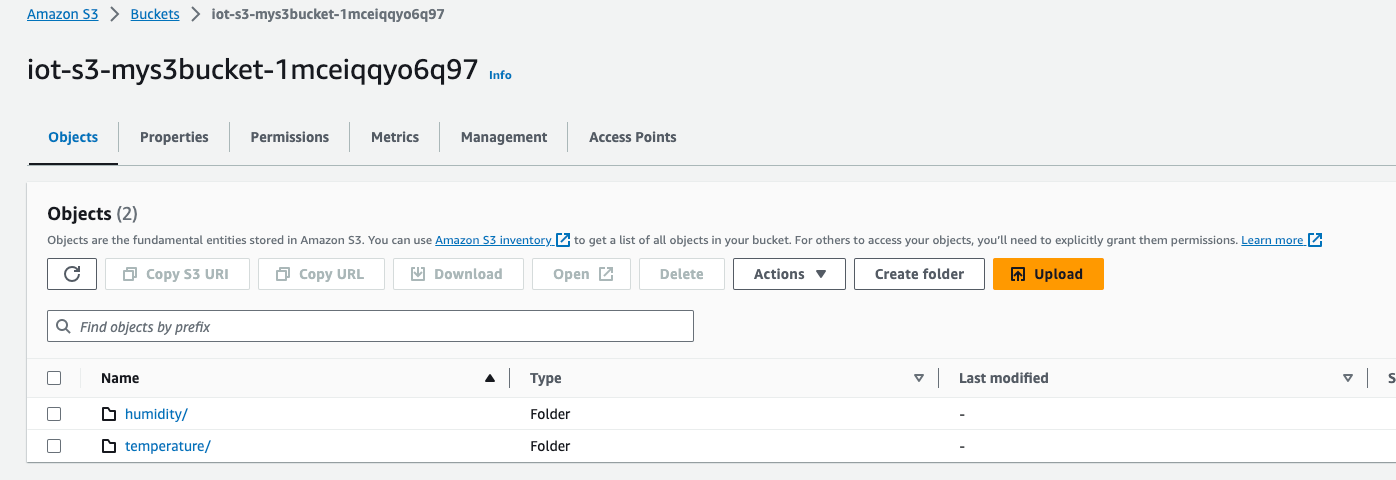 Amazon S3 > Buckets > iot-s3-mys3bucket-1mceiqqyo6q97
iot-s3-mys3bucket-1mceiqqyo6q97 Info
Objects Properties Permissions Metrics Management Access Points
Objects (2)
Objects are the fundamental entities stored in Amazon S3. You can use Amazon S3 inventory to get a list of all objects in your bucket. For others to access your objects, you'll need to explicitly grant them permissions. Learn more
Copy S3 URI Copy URL Download Open Delete Actions Create folder Upload
Find objects by prefix
Name Type Last modified S
humidity/ Folder -
temperature/ Folder -